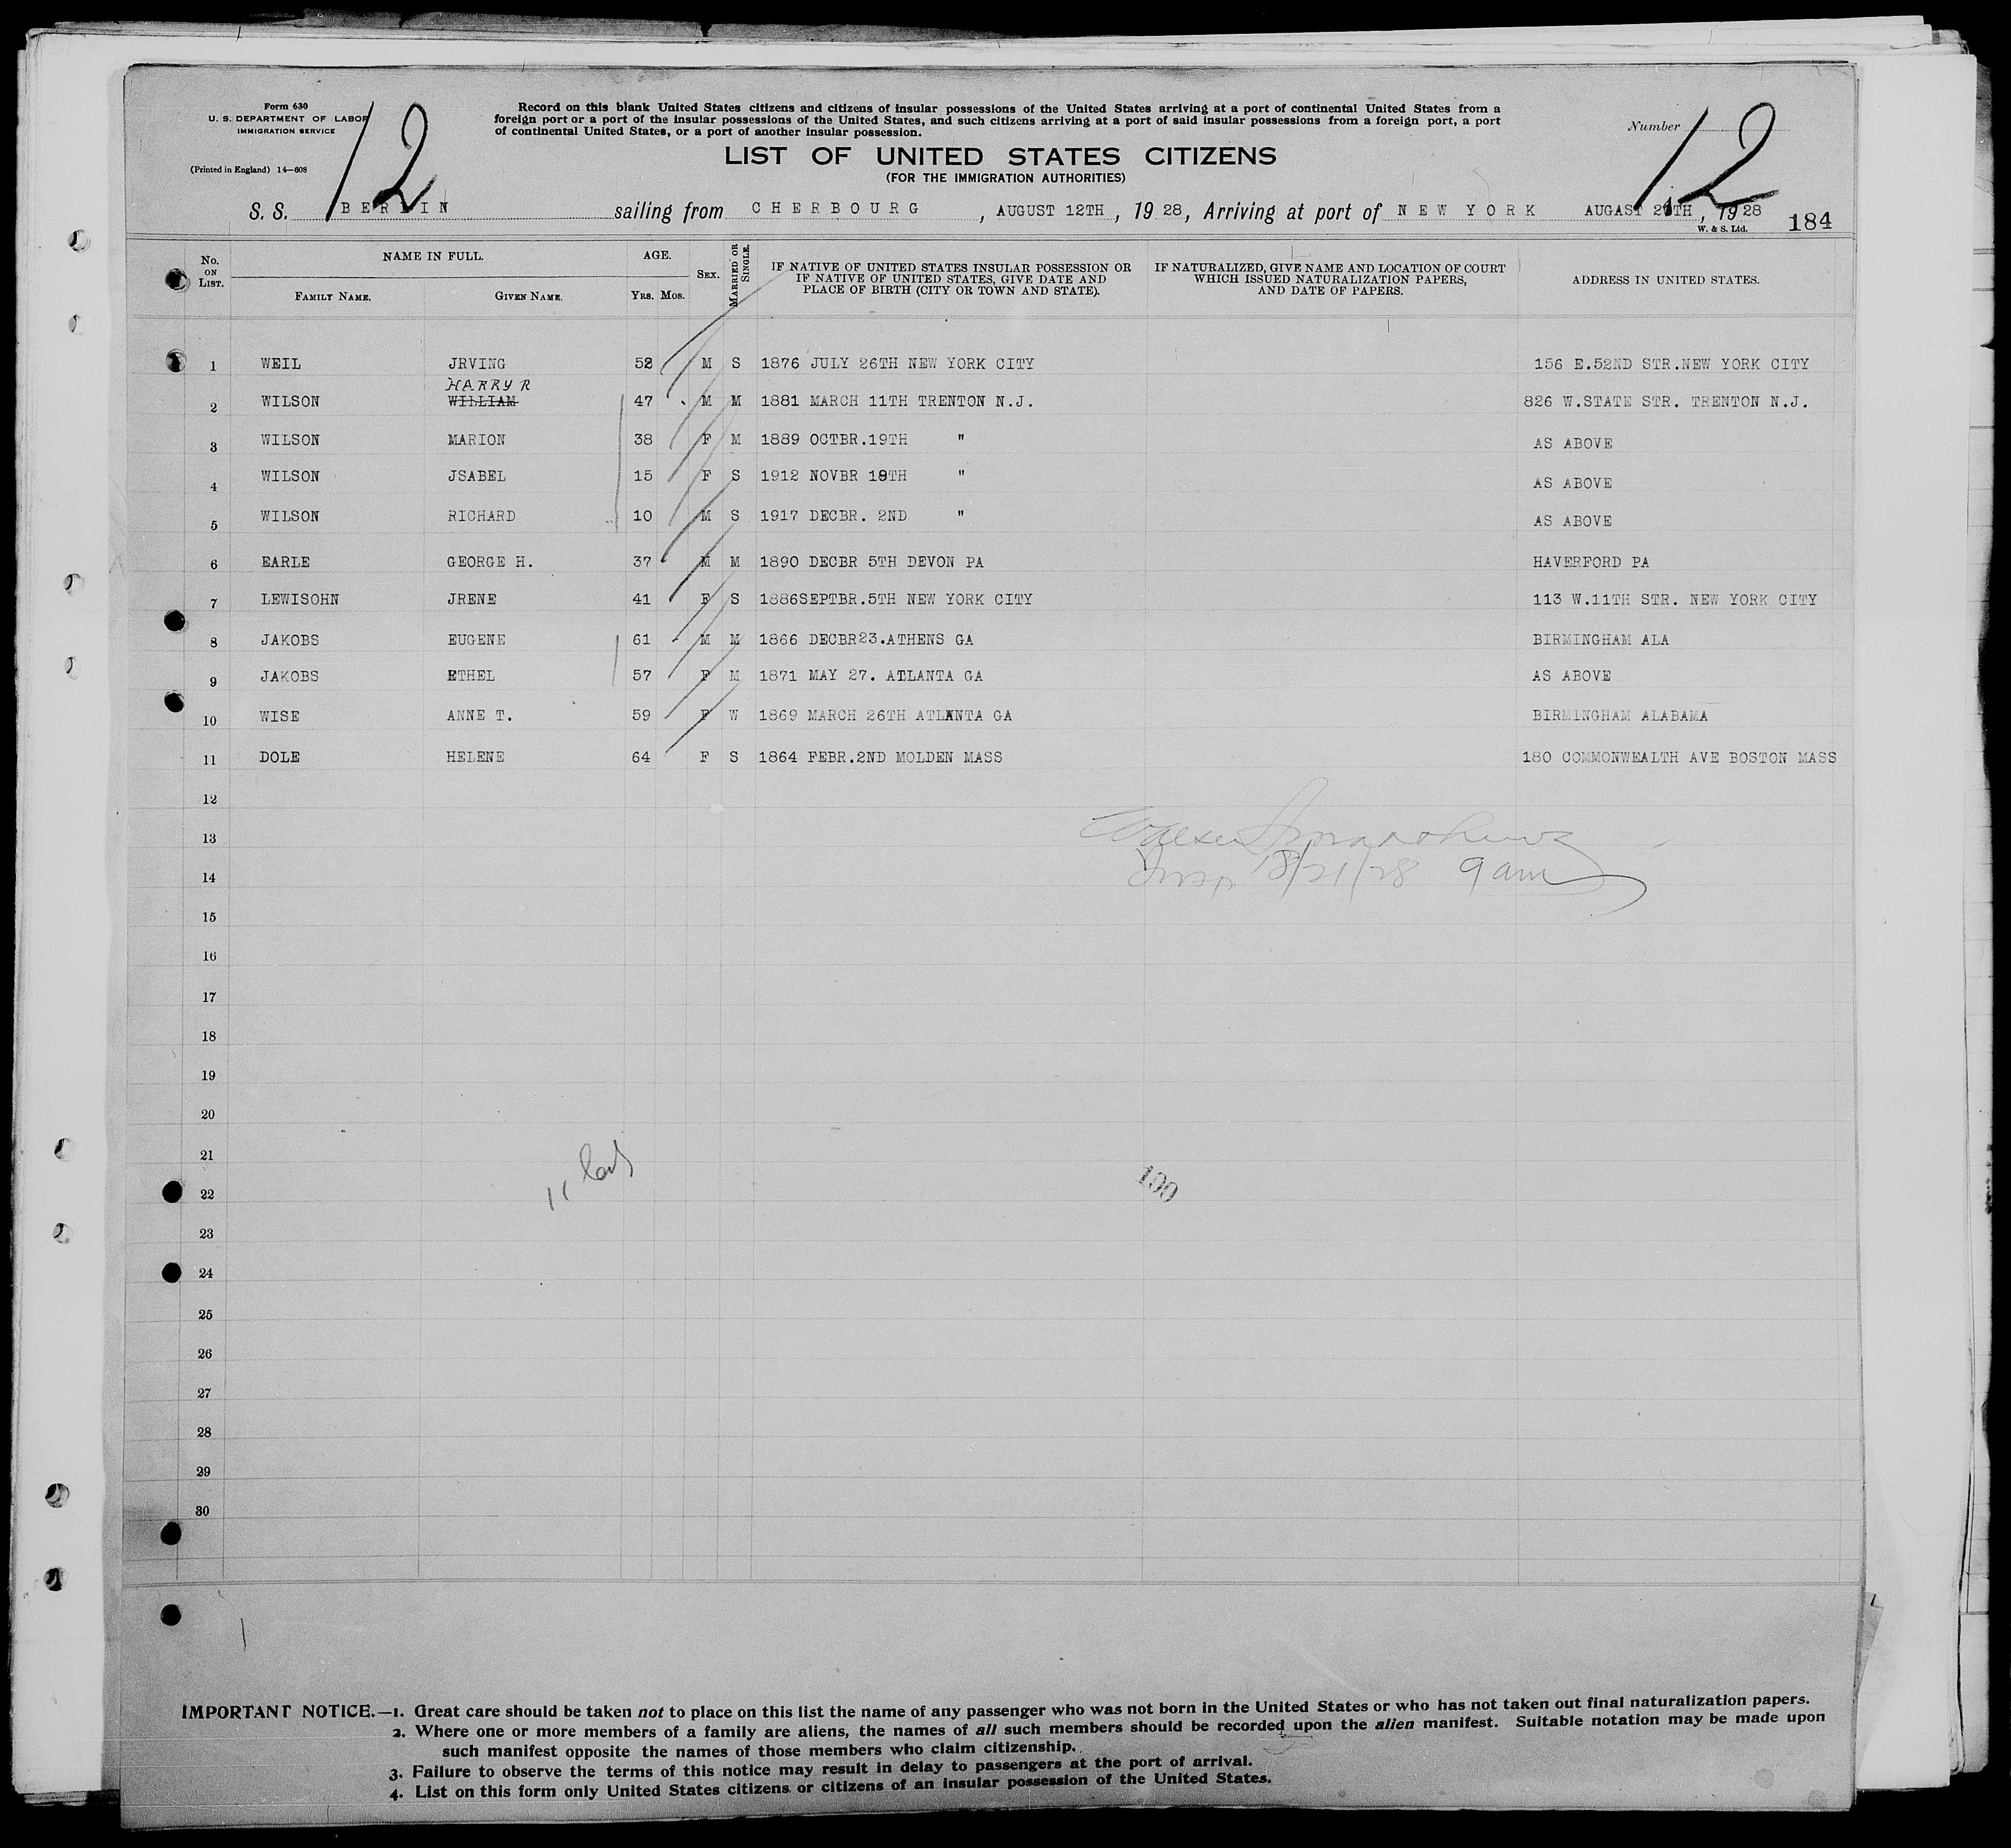 Form 630
U. S. DEPARTMENT OF LABOR
IMMIGRATION SERVICE
(Printed in England) 14—608
12
Record on this blank United States citizens and citizens of insular possessions of the United States arriving at a port of continental United States from a
foreign port or a port of the insular possessions of the United States, and such citizens arriving at a port of said insular possessions from a foreign port, a port
of continental United States, or a port of another insular possession.
Number 12
LIST OF UNITED STATES CITIZENS
(FOR THE IMMIGRATION AUTHORITIES)
S. S. BERLIN sailing from CHERBOURG, AUGUST 12TH, 1928, Arriving at port of NEW YORK AUGAST 21TH, 1928
W. & S. Ltd. 184
No. ON LIST. NAME IN FULL. FAMILY NAME. GIVEN NAME. AGE. YRS. MOS. SEX. MARRIED OR SINGLE. IF NATIVE OF UNITED STATES INSULAR POSSESSION OR IF NATIVE OF UNITED STATES, GIVE DATE AND PLACE OF BIRTH (CITY OR TOWN AND STATE). IF NATURALIZED, GIVE NAME AND LOCATION OF COURT WHICH ISSUED NATURALIZATION PAPERS, AND DATE OF PAPERS. ADDRESS IN UNITED STATES.
1 WEIL JRVING 52 M S 1876 JULY 26TH NEW YORK CITY 156 E.52ND STR.NEW YORK CITY
HARRY R
2 WILSON WILLIAM 47 M M 1881 MARCH 11TH TRENTON N.J. 826 W.STATE STR. TRENTON N.J.
3 WILSON MARION 38 F M 1889 OCTBR.19TH " AS ABOVE
4 WILSON JSABEL 15 F S 1912 NOVBR 19TH " AS ABOVE
5 WILSON RICHARD 10 M S 1917 DECBR. 2ND " AS ABOVE
6 EARLE GEORGE H. 37 M M 1890 DECBR 5TH DEVON PA HAVERFORD PA
7 LEWISOHN JRENE 41 F S 1886SEPTBR.5TH NEW YORK CITY 113 W.11TH STR. NEW YORK CITY
8 JAKOBS EUGENE 61 M M 1866 DECBR23.ATHENS GA BIRMINGHAM ALA
9 JAKOBS ETHEL 57 F M 1871 MAY 27. ATLANTA GA AS ABOVE
10 WISE ANNE T. 59 F W 1869 MARCH 26TH ATLANTA GA BIRMINGHAM ALABAMA
11 DOLE HELENE 64 F S 1864 FEBR.2ND MOLDEN MASS 180 COMMONWEALTH AVE BOSTON MASS
12
13
14 Insp 8/21/28 9 am
15
16
17
18
19
20
21
22 11 100
23
24
25
26
27
28
29
30
IMPORTANT NOTICE.—1. Great care should be taken not to place on this list the name of any passenger who was not born in the United States or who has not taken out final naturalization papers.
2. Where one or more members of a family are aliens, the names of all such members should be recorded upon the alien manifest. Suitable notation may be made upon
such manifest opposite the names of those members who claim citizenship.
3. Failure to observe the terms of this notice may result in delay to passengers at the port of arrival.
4. List on this form only United States citizens or citizens of an insular possession of the United States.